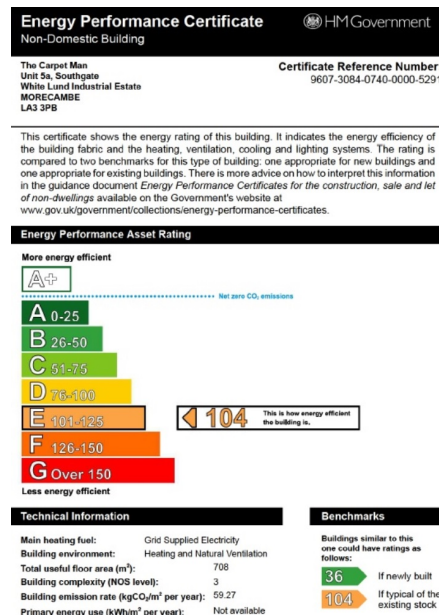 Energy Performance Certificate
HM Government
Non-Domestic Building
The Carpet Man
Unit 5a, Southgate
White Lund Industrial Estate
MORECAMBE
LA3 3PB
Certificate Reference Number
9607-3084-0740-0000-5291
This certificate shows the energy rating of this building. It indicates the energy efficiency of
the building fabric and the heating, ventilation, cooling and lighting systems. The rating is
compared to two benchmarks for this type of building: one appropriate for new buildings and
one appropriate for existing buildings. There is more advice on how to interpret this information
in the guidance document Energy Performance Certificates for the construction, sale and let
of non-dwellings available on the Government's website at
www.gov.uk/government/collections/energy-performance-certificates.
Energy Performance Asset Rating
More energy efficient
A+
Net zero CO₂ emissions
A 0-25
B 26-50
C 51-75
D 76-100
E 101-125
104
This is how energy efficient
the building is.
F 126-150
G Over 150
Less energy efficient
Technical Information
Main heating fuel: Grid Supplied Electricity
Building environment: Heating and Natural Ventilation
Total useful floor area (m²): 708
Building complexity (NOS level): 3
Building emission rate (kgCO₂/m² per year): 59.27
Primary energy use (kWh/m² per year): Not available
Benchmarks
Buildings similar to this
one could have ratings as
follows:
36 If newly built
104 If typical of the
existing stock